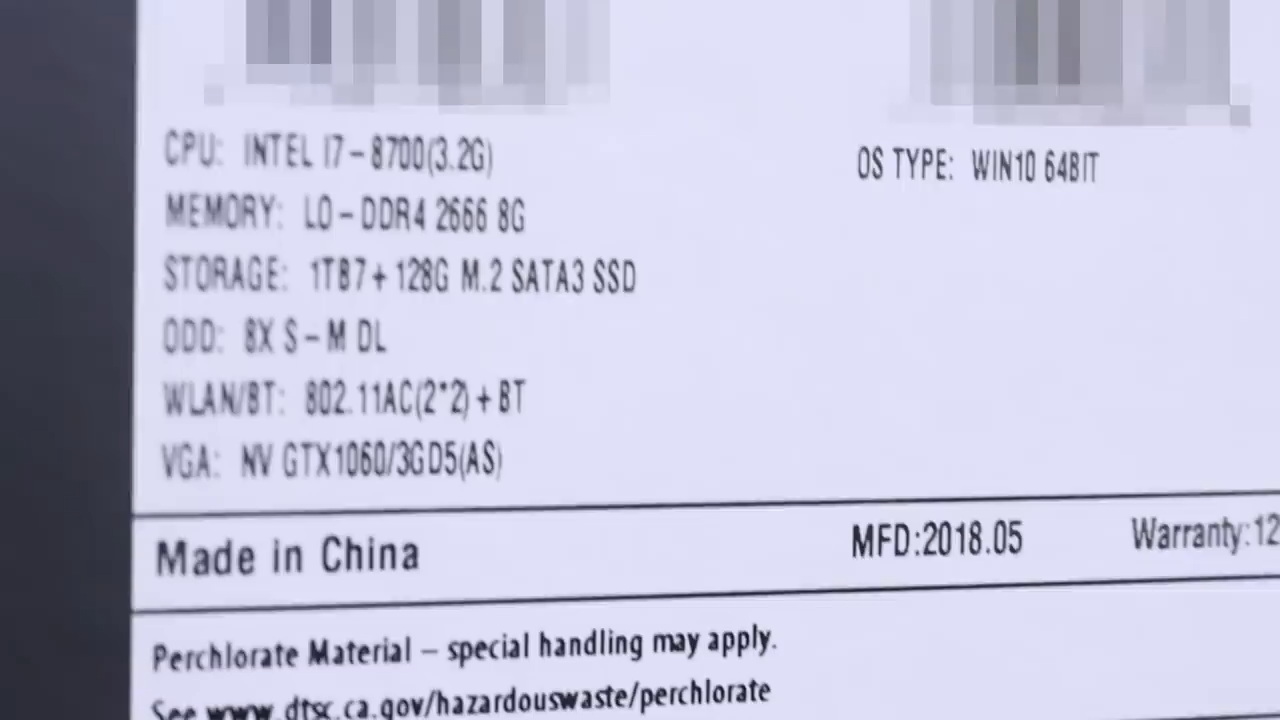 CPU: INTEL I7-8700(3.2G)
OS TYPE: WIN10 64BIT
MEMORY: LO-DDR4 2666 8G
STORAGE: 1TB7+128G M.2 SATA3 SSD
ODD: 8X S-M DL
WLAN/BT: 802.11AC(2*2)+BT
VGA: NV GTX1060/3GD5(AS)
Made in China MFD:2018.05 Warranty:12
Perchlorate Material – special handling may apply.
See www.dtsc.ca.gov/hazardouswaste/perchlorate